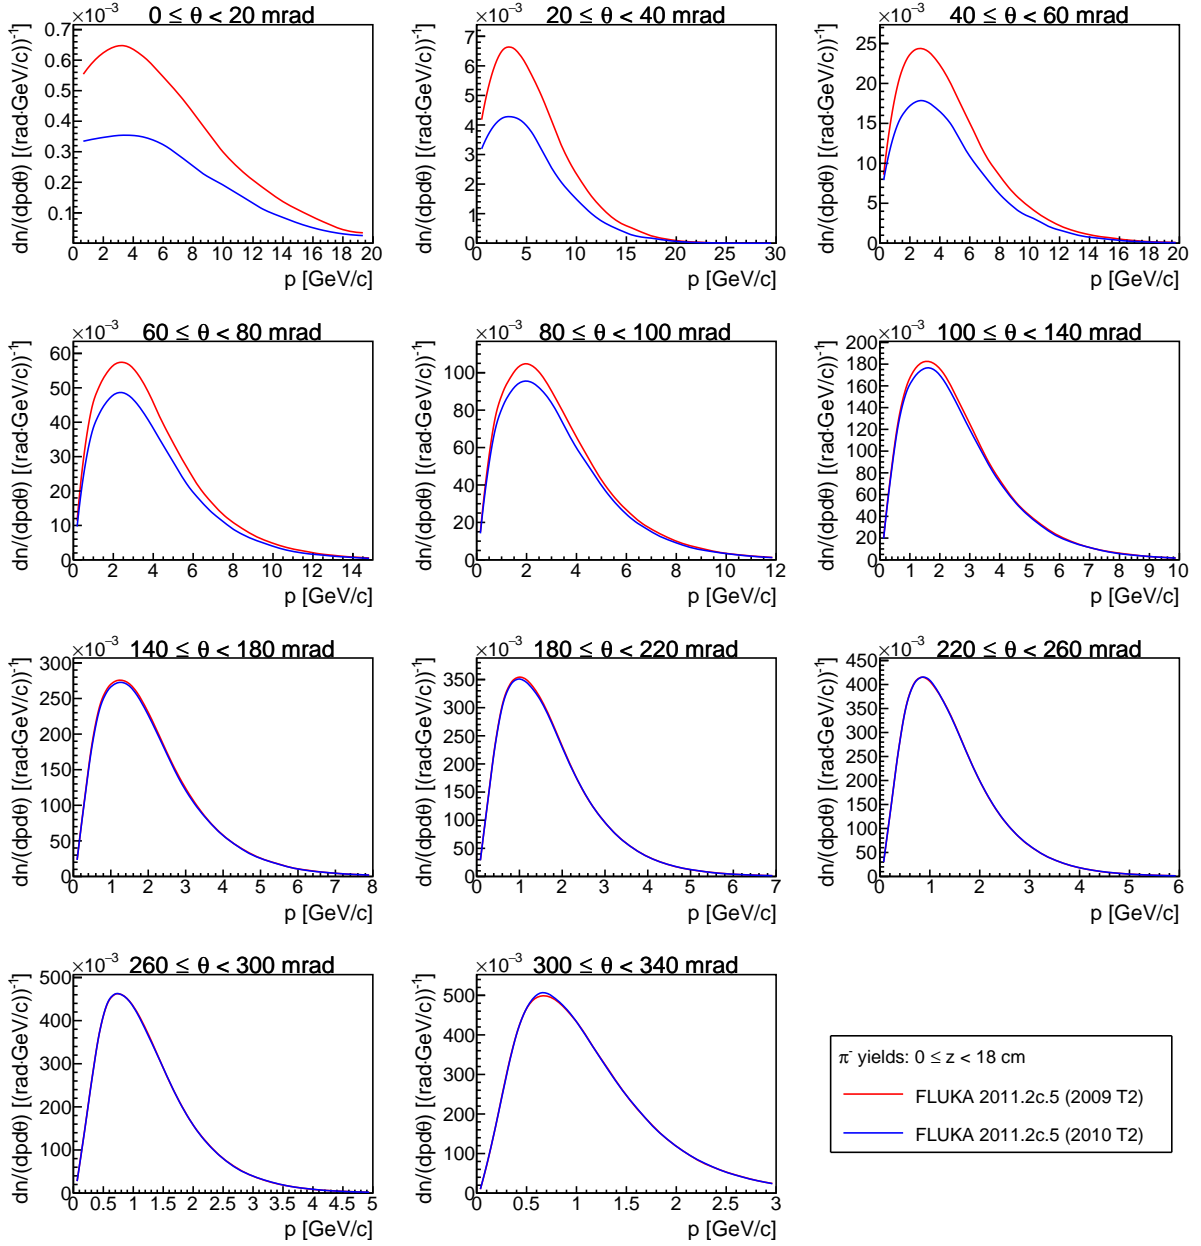 0 ≤ θ < 20 mrad
×10⁻³
dn/(dpdθ) [(rad·GeV/c))⁻¹]
0.7
0.6
0.5
0.4
0.3
0.2
0.1
0 2 4 6 8 10 12 14 16 18 20
p [GeV/c]
20 ≤ θ < 40 mrad
×10⁻³
dn/(dpdθ) [(rad·GeV/c))⁻¹]
7
6
5
4
3
2
1
0
0 5 10 15 20 25 30
p [GeV/c]
40 ≤ θ < 60 mrad
×10⁻³
dn/(dpdθ) [(rad·GeV/c))⁻¹]
25
20
15
10
5
0
0 2 4 6 8 10 12 14 16 18 20
p [GeV/c]
60 ≤ θ < 80 mrad
×10⁻³
dn/(dpdθ) [(rad·GeV/c))⁻¹]
60
50
40
30
20
10
0
0 2 4 6 8 10 12 14
p [GeV/c]
80 ≤ θ < 100 mrad
×10⁻³
dn/(dpdθ) [(rad·GeV/c))⁻¹]
100
80
60
40
20
0
0 2 4 6 8 10 12
p [GeV/c]
100 ≤ θ < 140 mrad
×10⁻³
dn/(dpdθ) [(rad·GeV/c))⁻¹]
200
180
160
140
120
100
80
60
40
20
0
0 1 2 3 4 5 6 7 8 9 10
p [GeV/c]
140 ≤ θ < 180 mrad
×10⁻³
dn/(dpdθ) [(rad·GeV/c))⁻¹]
300
250
200
150
100
50
0
0 1 2 3 4 5 6 7 8
p [GeV/c]
180 ≤ θ < 220 mrad
×10⁻³
dn/(dpdθ) [(rad·GeV/c))⁻¹]
350
300
250
200
150
100
50
0
0 1 2 3 4 5 6 7
p [GeV/c]
220 ≤ θ < 260 mrad
×10⁻³
dn/(dpdθ) [(rad·GeV/c))⁻¹]
450
400
350
300
250
200
150
100
50
0
0 1 2 3 4 5 6
p [GeV/c]
260 ≤ θ < 300 mrad
×10⁻³
dn/(dpdθ) [(rad·GeV/c))⁻¹]
500
400
300
200
100
0
0 0.5 1 1.5 2 2.5 3 3.5 4 4.5 5
p [GeV/c]
300 ≤ θ < 340 mrad
×10⁻³
dn/(dpdθ) [(rad·GeV/c))⁻¹]
500
400
300
200
100
0
0 0.5 1 1.5 2 2.5 3
p [GeV/c]
π⁻ yields: 0 ≤ z < 18 cm
FLUKA 2011.2c.5 (2009 T2)
FLUKA 2011.2c.5 (2010 T2)